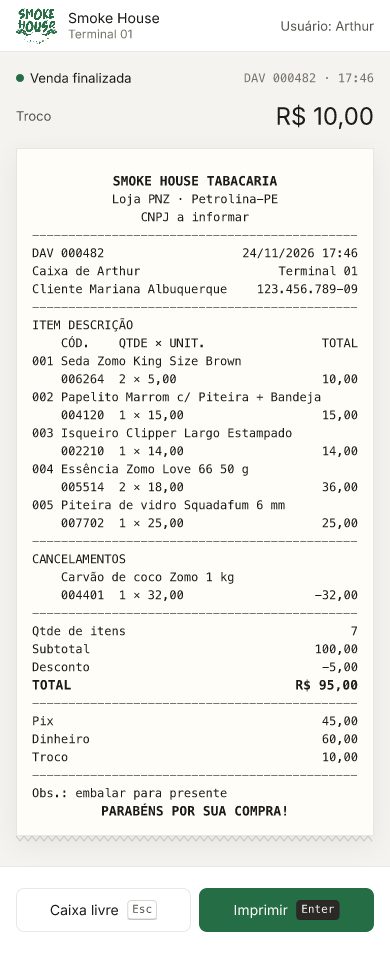 SMOKE HOUSE
Smoke House
Terminal 01
Usuário: Arthur
Venda finalizada
DAV 000482 · 17:46
Troco
R$ 10,00
SMOKE HOUSE TABACARIA
Loja PNZ · Petrolina—PE
CNPJ a informar
DAV 000482 24/11/2026 17:46
Caixa de Arthur Terminal 01
Cliente Mariana Albuquerque 123.456.789—09
ITEM DESCRIÇÃO
CÓD. QTDE × UNIT. TOTAL
001 Seda Zomo King Size Brown
006264 2 × 5,00 10,00
002 Papelito Marrom c/ Piteira + Bandeja
004120 1 × 15,00 15,00
003 Isqueiro Clipper Largo Estampado
002210 1 × 14,00 14,00
004 Essência Zomo Love 66 50 g
005514 2 × 18,00 36,00
005 Piteira de vidro Squadafum 6 mm
007702 1 × 25,00 25,00
CANCELAMENTOS
Carvão de coco Zomo 1 kg
004401 1 × 32,00 −32,00
Qtde de itens 7
Subtotal 100,00
Desconto −5,00
TOTAL R$ 95,00
Pix 45,00
Dinheiro 60,00
Troco 10,00
Obs.: embalar para presente
PARABÉNS POR SUA COMPRA!
Caixa livre Esc
Imprimir Enter